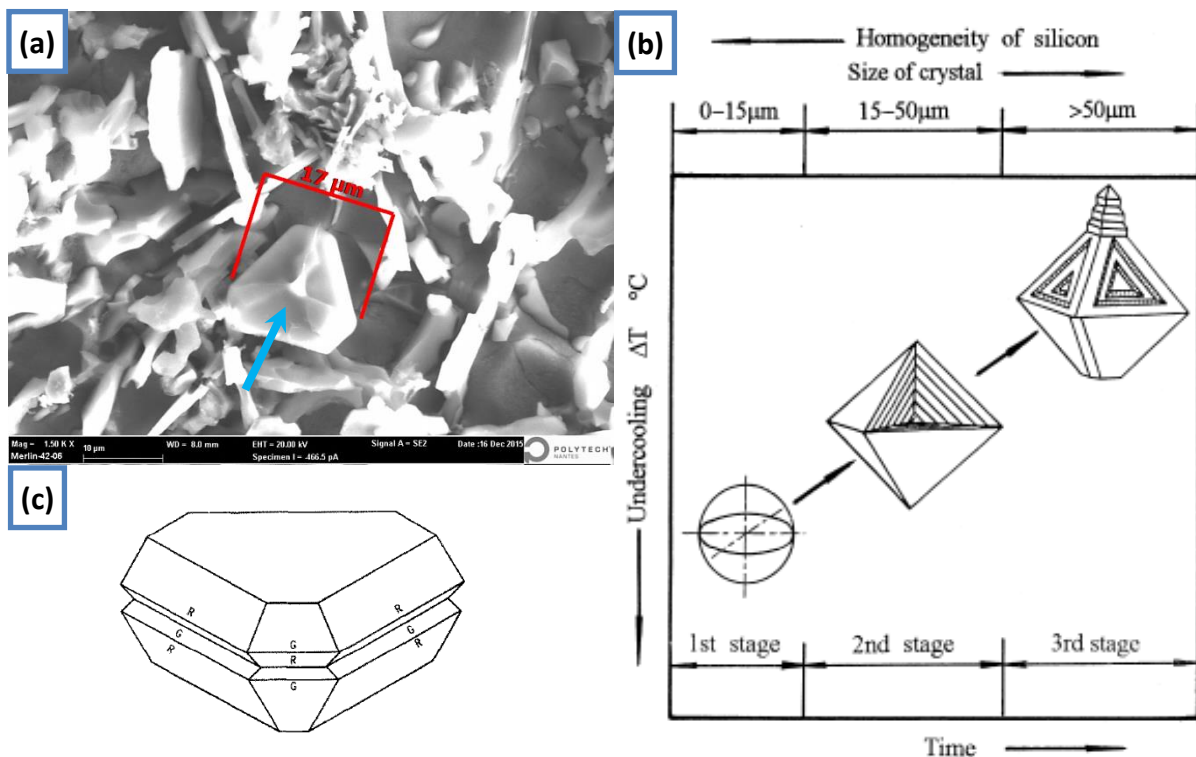 (a)
17 µm
Mag = 1.50 K X
Merlin-42-06
10 µm
WD = 8.0 mm
EHT = 20.00 kV
Specimen I = -466.5 pA
Signal A = SE2
Date :16 Dec 2015
POLYTECH
NANTES
(b)
Homogeneity of silicon
Size of crystal
0–15µm
15–50µm
>50µm
Undercooling ΔT °C
1st stage
2nd stage
3rd stage
Time
(c)
R
R
G
G
G
R
R
R
G